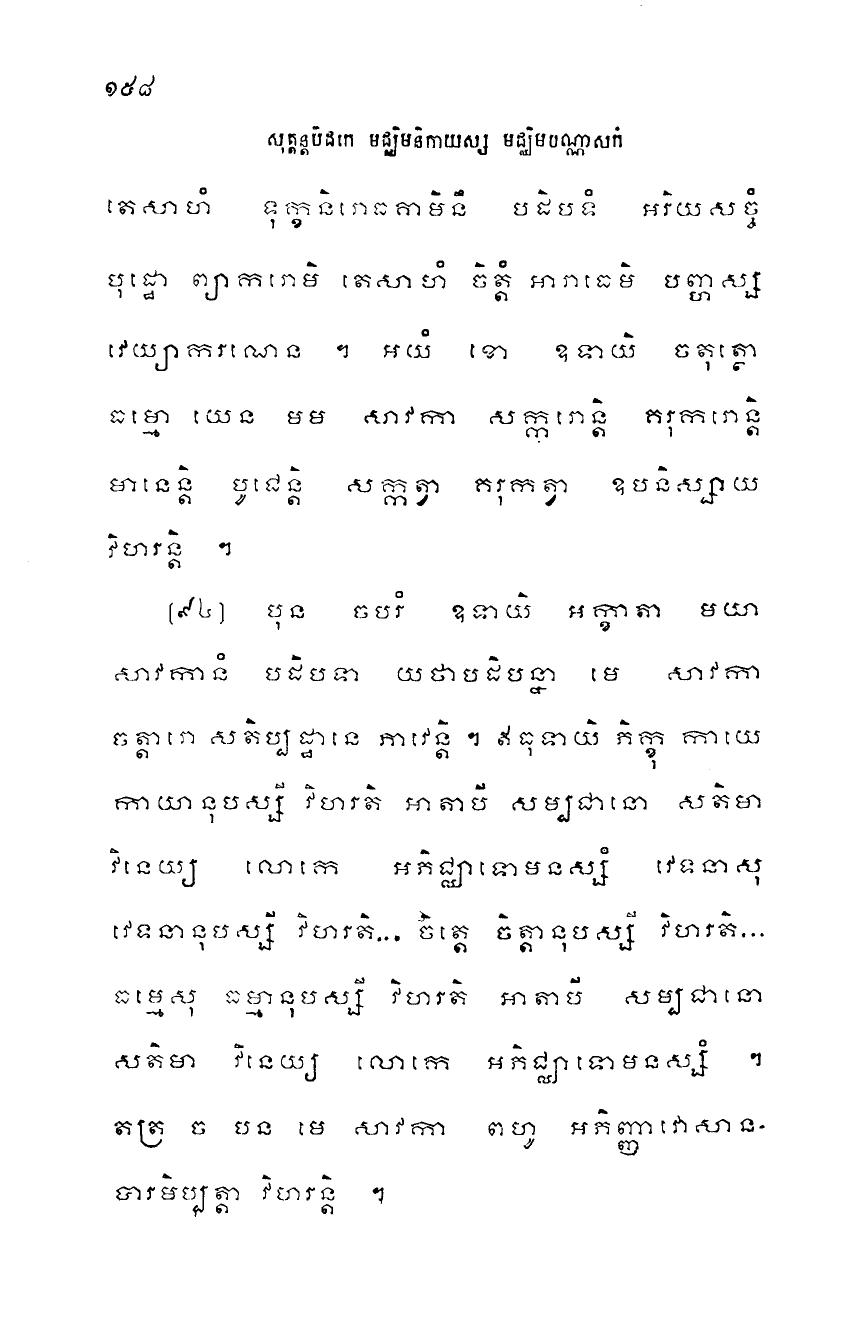 ១៥៨
សុត្តន្តបិដកេ មជ្ឈិមនិកាយស្ស មជ្ឈិមបណ្ណាសកំ
តេសាហំ ទុក្ខនិរោធគាមិនឹ បដិបទំ អរិយសច្ចំ
បុដ្ឋោ ព្យាករោមិ តេសាហំ ចិត្តំ អារាធេមិ បញ្ហស្ស
វេយ្យាករណេន ។ អយំ ខោ ឧទាយិ ចតុត្ថោ
ធម្មោ យេន មម សាវកា សក្ករោន្តិ គរុករោន្តិ
មានេន្តិ បូជេន្តិ សក្កត្វា គរុកត្វា ឧបនិស្សាយ
វិហរន្តិ ។
[៩៤] បុន ចបរំ ឧទាយិ អក្ខាតា មយា
សាវកានំ បដិបទា យថាបដិបន្នា មេ សាវកា
ចត្តារោ សតិប្បដ្ឋានេ ភាវេន្តិ ។ ឥធុទាយិ ភិក្ខុ កាយេ
កាយានុបស្សី វិហរតិ អាតាបី សម្បជានោ សតិមា
វិនេយ្យ លោកេ អភិជ្ឈាទោមនស្សំ វេទនាសុ
វេទនានុបស្សី វិហរតិ... ចិត្តេ ចិត្តានុបស្សី វិហរតិ...
ធម្មេសុ ធម្មានុបស្សី វិហរតិ អាតាបី សម្បជានោ
សតិមា វិនេយ្យ លោកេ អភិជ្ឈាទោមនស្សំ ។
តត្រ ច បន មេ សាវកា ពហូ អភិញ្ញាវោសាន-
បារមិប្បត្តា វិហរន្តិ ។